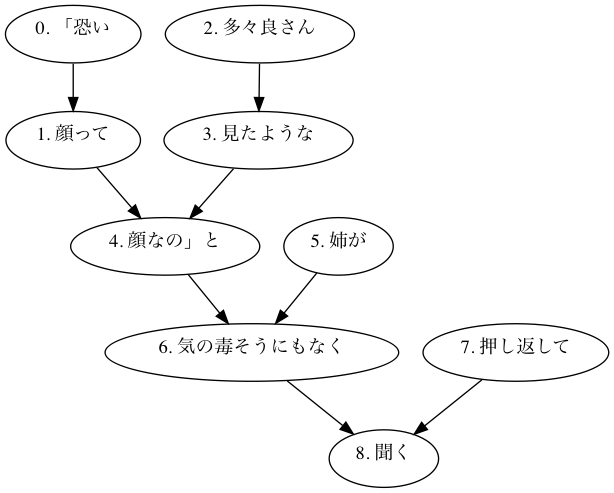 0. 「恐い
2. 多々良さん
1. 顔って
3. 見たような
4. 顔なの」と
5. 姉が
6. 気の毒そうにもなく
7. 押し返して
8. 聞く